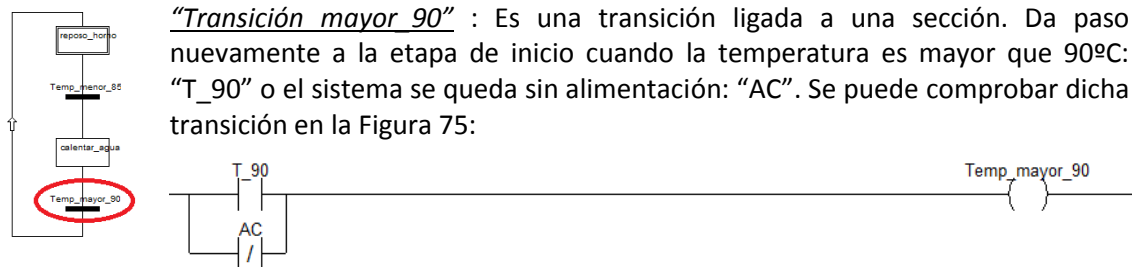 reposo_horno
Temp_menor_85
calentar_agua
Temp_mayor_90
“Transición mayor_90” : Es una transición ligada a una sección. Da paso
nuevamente a la etapa de inicio cuando la temperatura es mayor que 90ºC:
“T_90” o el sistema se queda sin alimentación: “AC”. Se puede comprobar dicha
transición en la Figura 75:
T_90
Temp_mayor_90
AC